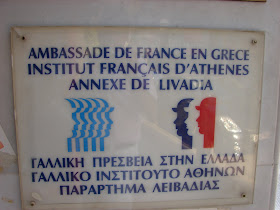 AMBASSADE DE FRANCE EN GRECE
INSTITUT FRANÇAIS D'ATHENES
ANNEXE DE LIVADIA
ΓΑΛΛΙΚΗ ΠΡΕΣΒΕΙΑ ΣΤΗΝ ΕΛΛΑΔΑ
ΓΑΛΛΙΚΟ ΙΝΣΤΙΤΟΥΤΟ ΑΘΗΝΩΝ
ΠΑΡΑΡΤΗΜΑ ΛΕΙΒΑΔΙΑΣ